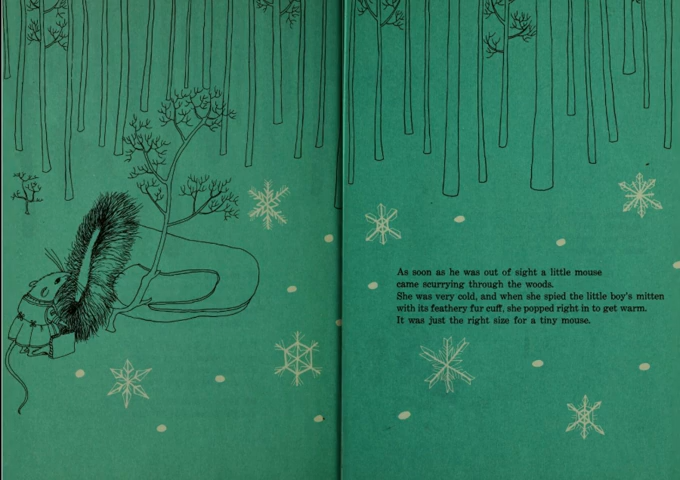 As soon as he was out of sight a little mouse
came scurrying through the woods.
She was very cold, and when she spied the little boy's mitten
with its feathery fur cuff, she popped right in to get warm.
It was just the right size for a tiny mouse.